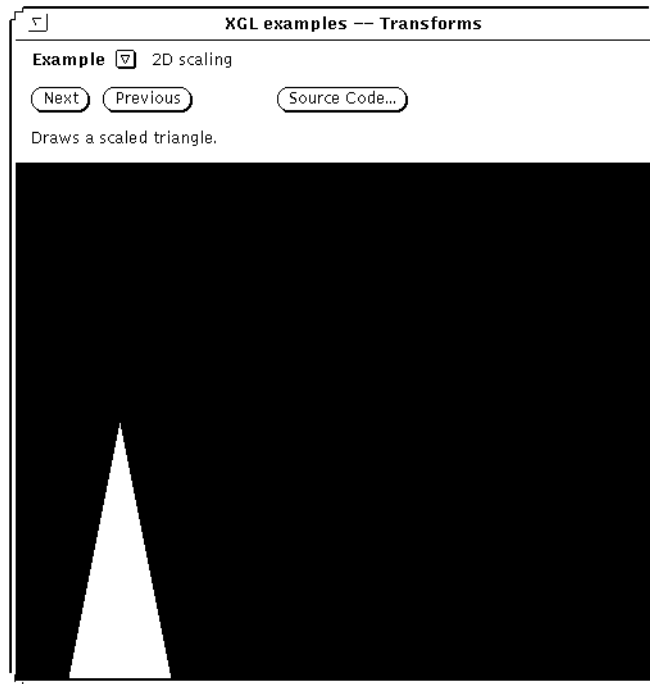 XGL examples -- Transforms
Example 2D scaling
Next Previous Source Code...
Draws a scaled triangle.